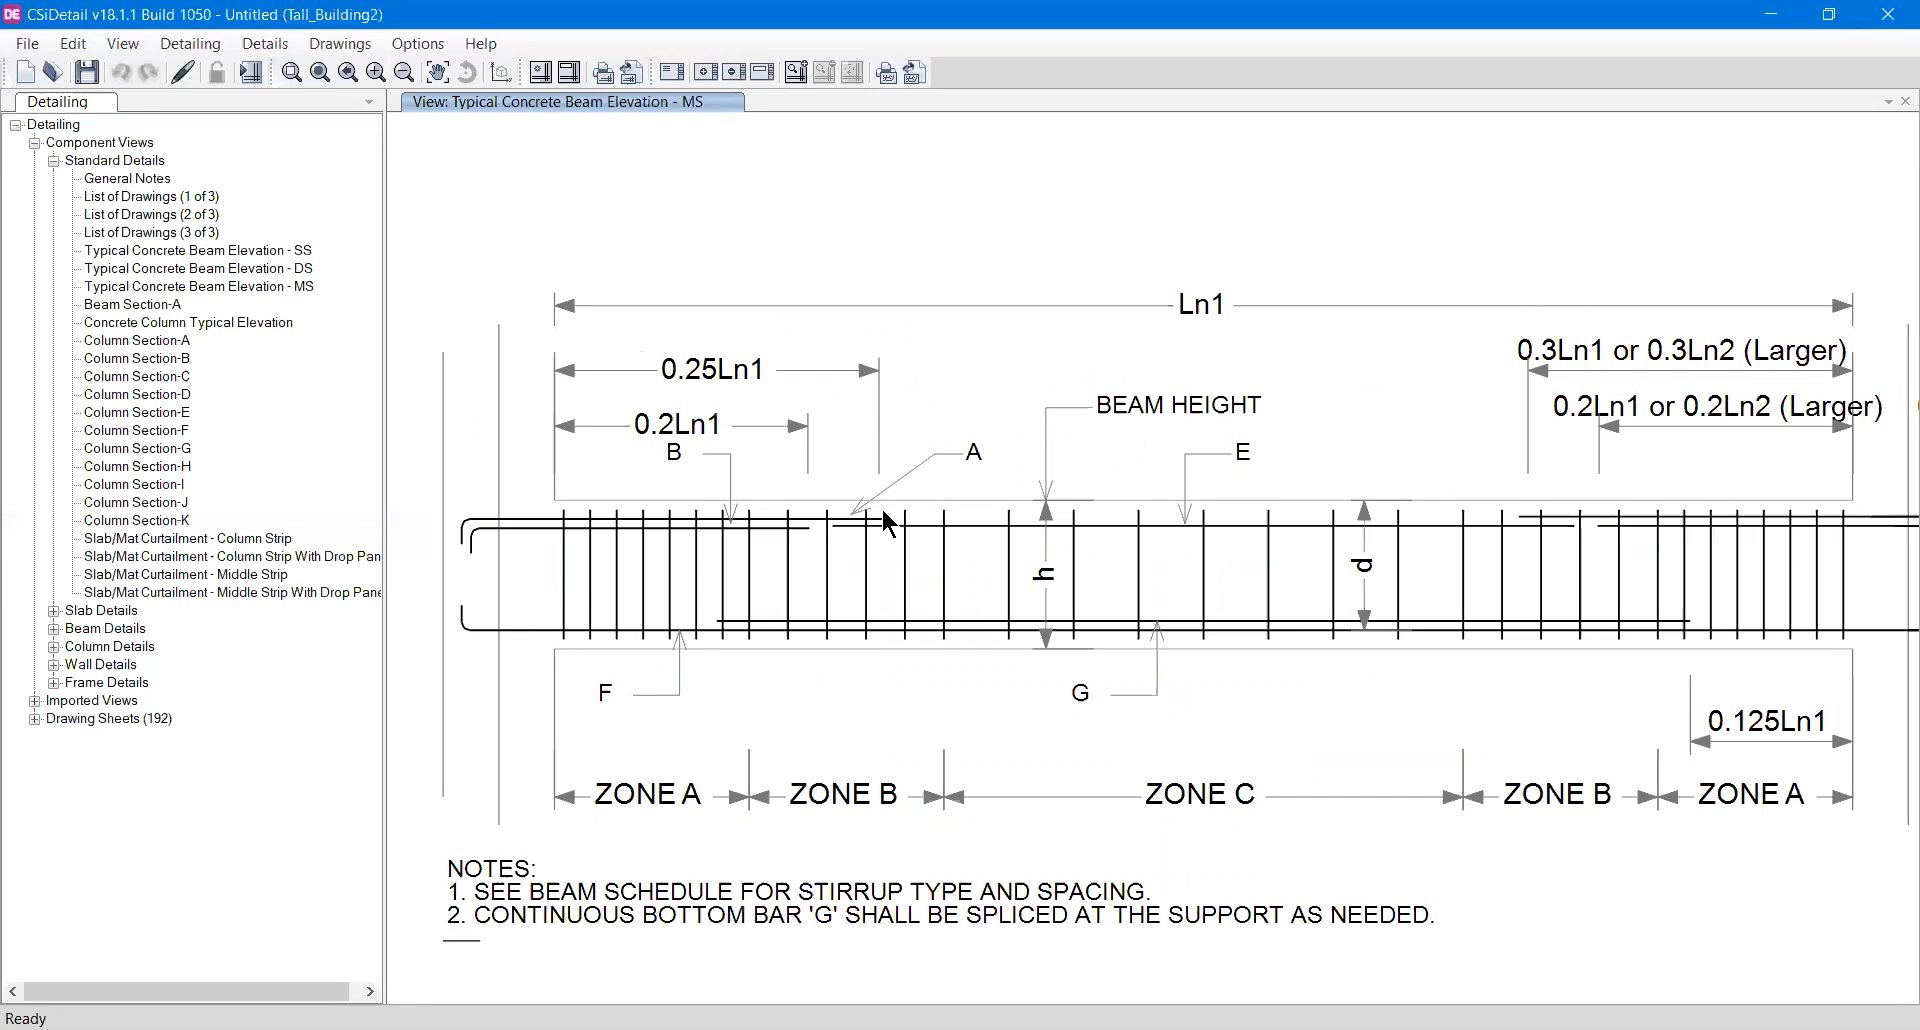 DE CSiDetail v18.1.1 Build 1050 - Untitled (Tall_Building2)
File Edit View Detailing Details Drawings Options Help
Detailing
View: Typical Concrete Beam Elevation - MS
Detailing
Component Views
Standard Details
General Notes
List of Drawings (1 of 3)
List of Drawings (2 of 3)
List of Drawings (3 of 3)
Typical Concrete Beam Elevation - SS
Typical Concrete Beam Elevation - DS
Typical Concrete Beam Elevation - MS
Beam Section-A
Concrete Column Typical Elevation
Column Section-A
Column Section-B
Column Section-C
Column Section-D
Column Section-E
Column Section-F
Column Section-G
Column Section-H
Column Section-I
Column Section-J
Column Section-K
Slab/Mat Curtailment - Column Strip
Slab/Mat Curtailment - Column Strip With Drop Pan
Slab/Mat Curtailment - Middle Strip
Slab/Mat Curtailment - Middle Strip With Drop Pane
Slab Details
Beam Details
Column Details
Wall Details
Frame Details
Imported Views
Drawing Sheets (192)
Ln1
0.25Ln1
0.3Ln1 or 0.3Ln2 (Larger)
BEAM HEIGHT
0.2Ln1
0.2Ln1 or 0.2Ln2 (Larger)
B
A
E
h
d
F
G
0.125Ln1
ZONE A
ZONE B
ZONE C
ZONE B
ZONE A
NOTES:
1. SEE BEAM SCHEDULE FOR STIRRUP TYPE AND SPACING.
2. CONTINUOUS BOTTOM BAR 'G' SHALL BE SPLICED AT THE SUPPORT AS NEEDED.
Ready